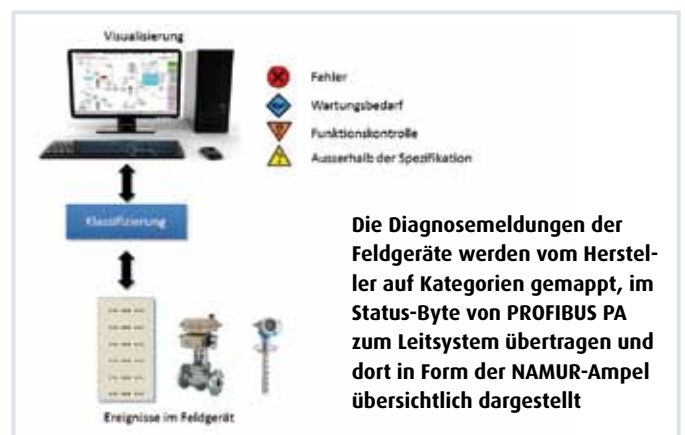 Visualisierung
Fehler
Wartungsbedarf
Funktionskontrolle
Ausserhalb der Spezifikation
Klassifizierung
Die Diagnosemeldungen der
Feldgeräte werden vom Herstel-
ler auf Kategorien gemappt, im
Status-Byte von PROFIBUS PA
zum Leitsystem übertragen und
dort in Form der NAMUR-Ampel
übersichtlich dargestellt
Ereignisse im Feldgerät